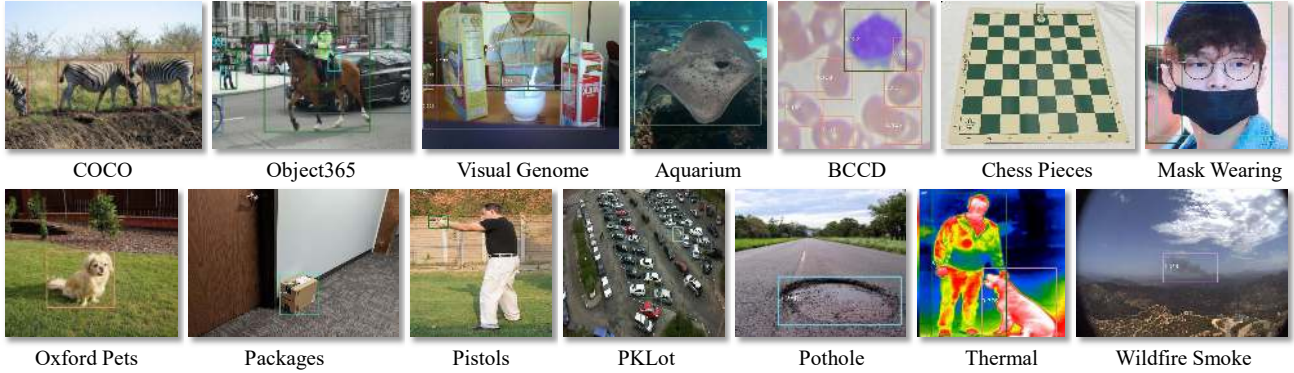 COCO
Object365
Visual Genome
Aquarium
BCCD
Chess Pieces
Mask Wearing
Oxford Pets
Packages
Pistols
PKLot
Pothole
Thermal
Wildfire Smoke